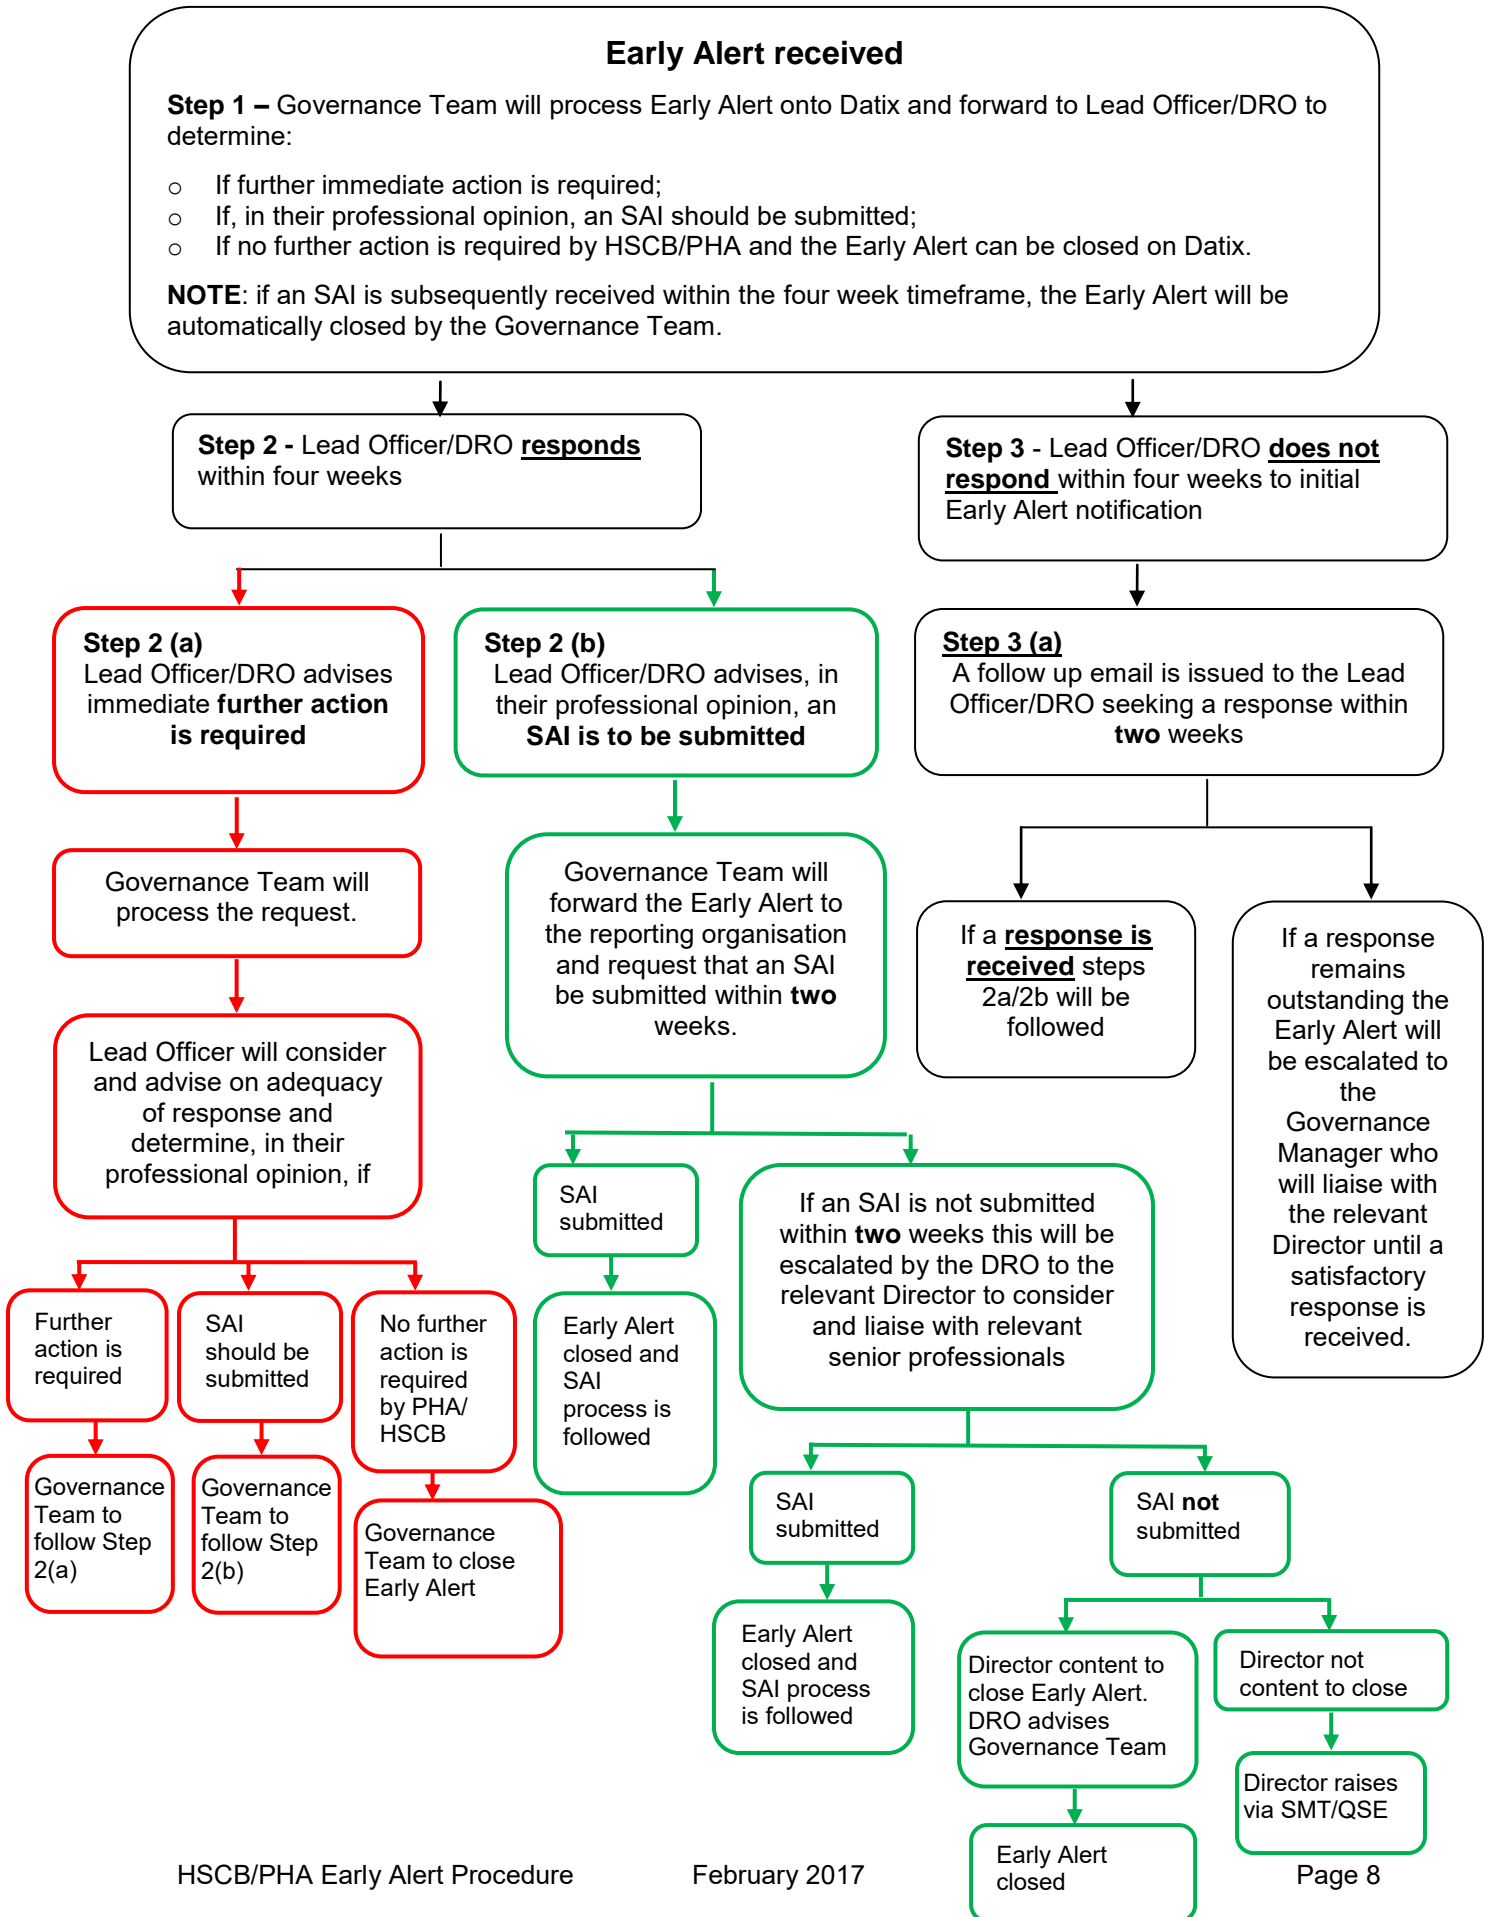 Early Alert received
Step 1 – Governance Team will process Early Alert onto Datix and forward to Lead Officer/DRO to
determine:
o If further immediate action is required;
o If, in their professional opinion, an SAI should be submitted;
o If no further action is required by HSCB/PHA and the Early Alert can be closed on Datix.
NOTE: if an SAI is subsequently received within the four week timeframe, the Early Alert will be
automatically closed by the Governance Team.
Step 2 - Lead Officer/DRO responds
within four weeks
Step 3 - Lead Officer/DRO does not
respond within four weeks to initial
Early Alert notification
Step 2 (a)
Lead Officer/DRO advises
immediate further action
is required
Step 2 (b)
Lead Officer/DRO advises, in
their professional opinion, an
SAI is to be submitted
Step 3 (a)
A follow up email is issued to the Lead
Officer/DRO seeking a response within
two weeks
Governance Team will
process the request.
Governance Team will
forward the Early Alert to
the reporting organisation
and request that an SAI
be submitted within two
weeks.
If a response is
received steps
2a/2b will be
followed
If a response
remains
outstanding the
Early Alert will
be escalated to
the
Governance
Manager who
will liaise with
the relevant
Director until a
satisfactory
response is
received.
Lead Officer will consider
and advise on adequacy
of response and
determine, in their
professional opinion, if
SAI
submitted
If an SAI is not submitted
within two weeks this will be
escalated by the DRO to the
relevant Director to consider
and liaise with relevant
senior professionals
Further
action is
required
SAI
should be
submitted
No further
action is
required
by PHA/
HSCB
Early Alert
closed and
SAI
process is
followed
Governance
Team to
follow Step
2(a)
Governance
Team to
follow Step
2(b)
Governance
Team to close
Early Alert
SAI
submitted
SAI not
submitted
Early Alert
closed and
SAI process
is followed
Director content to
close Early Alert.
DRO advises
Governance Team
Director not
content to close
Director raises
via SMT/QSE
Early Alert
closed
HSCB/PHA Early Alert Procedure February 2017 Page 8